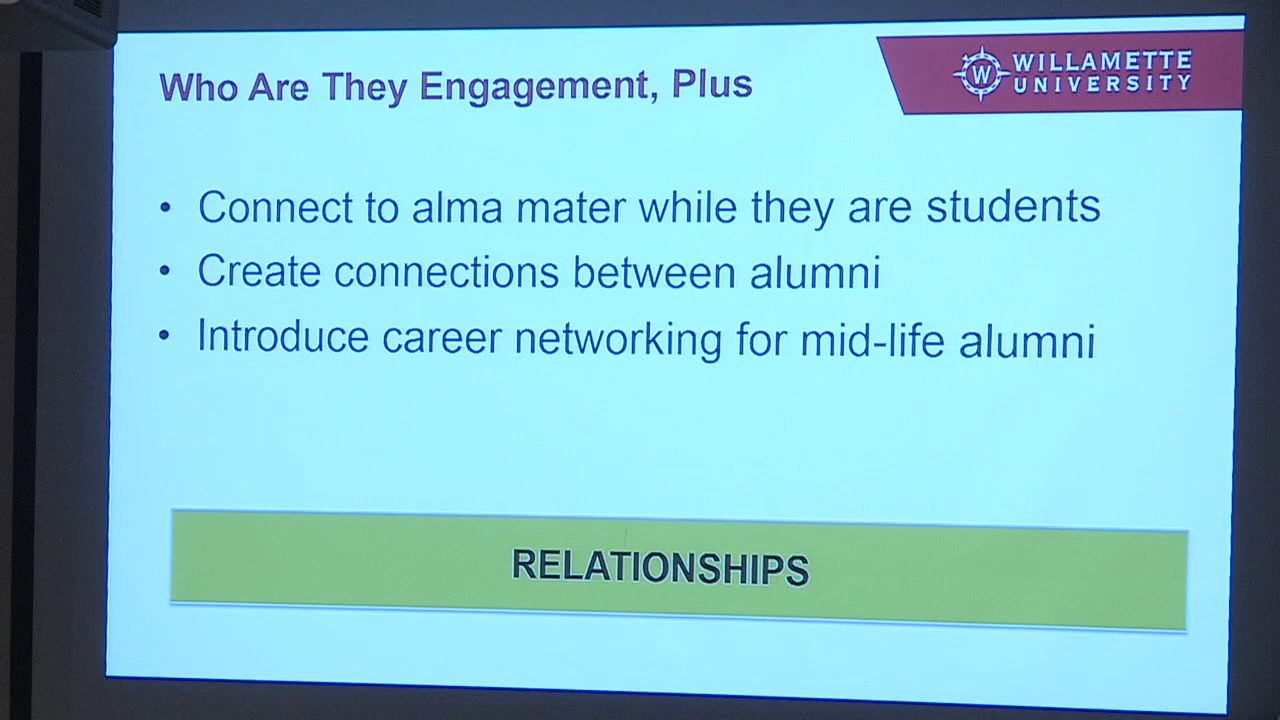 Who Are They Engagement, Plus
W
WILLAMETTE
UNIVERSITY
• Connect to alma mater while they are students
• Create connections between alumni
• Introduce career networking for mid-life alumni
RELATIONSHIPS